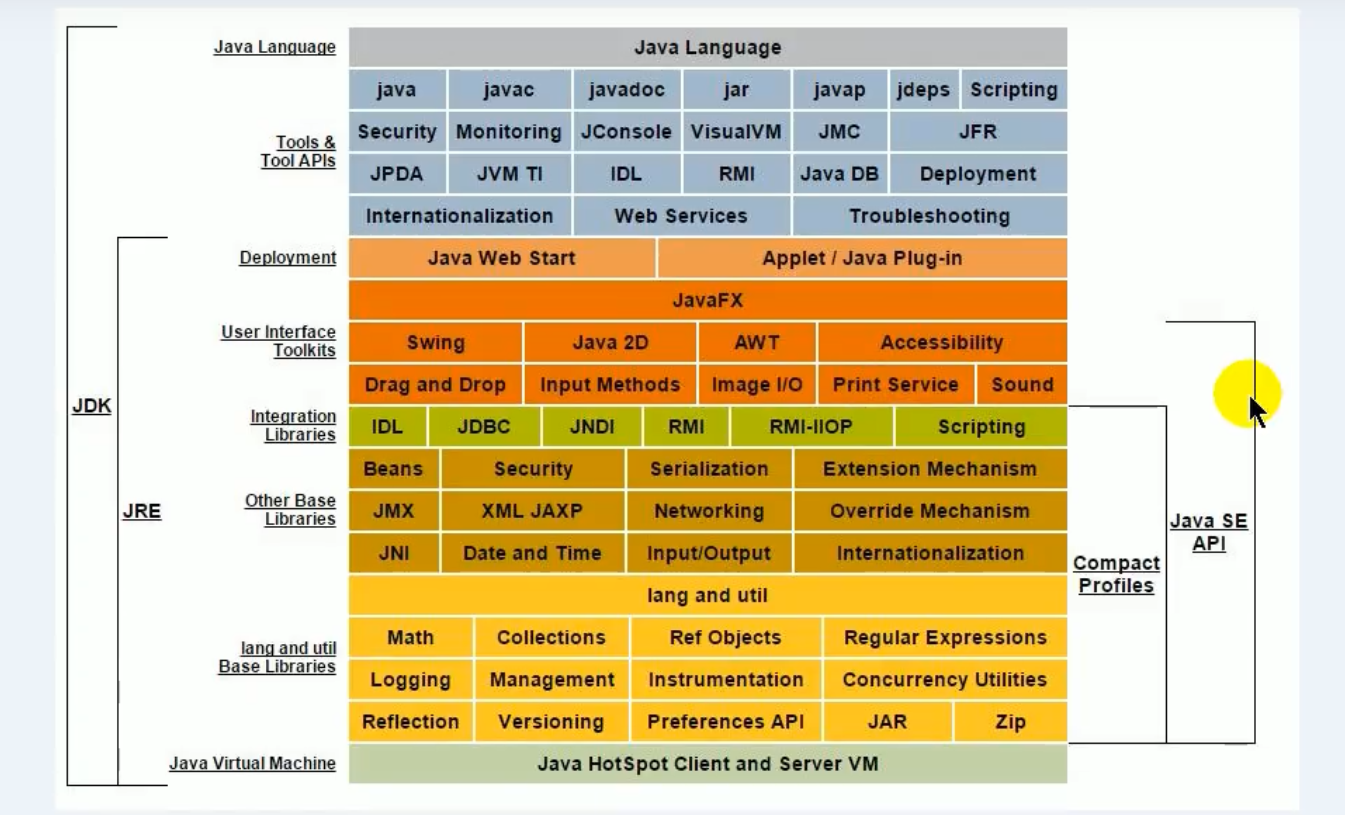 Java Language Java Language
java javac javadoc jar javap jdeps Scripting
Tools &
Tool APIs
Security Monitoring JConsole VisualVM JMC JFR
JPDA JVM TI IDL RMI Java DB Deployment
Internationalization Web Services Troubleshooting
Deployment Java Web Start Applet / Java Plug-in
JavaFX
User Interface
Toolkits
Swing Java 2D AWT Accessibility
Drag and Drop Input Methods Image I/O Print Service Sound
JDK
Integration
Libraries
IDL JDBC JNDI RMI RMI-IIOP Scripting
JRE
Other Base
Libraries
Beans Security Serialization Extension Mechanism
JMX XML JAXP Networking Override Mechanism
JNI Date and Time Input/Output Internationalization
Java SE
API
Compact
Profiles
lang and util
lang and util
Base Libraries
Math Collections Ref Objects Regular Expressions
Logging Management Instrumentation Concurrency Utilities
Reflection Versioning Preferences API JAR Zip
Java Virtual Machine Java HotSpot Client and Server VM